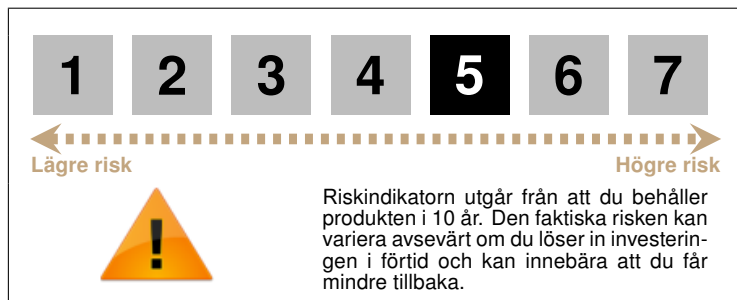 1 2 3 4 5 6 7
Lägre risk Högre risk
!
Riskindikatorn utgår från att du behåller
produkten i 10 år. Den faktiska risken kan
variera avsevärt om du löser in investerin-
gen i förtid och kan innebära att du får
mindre tillbaka.